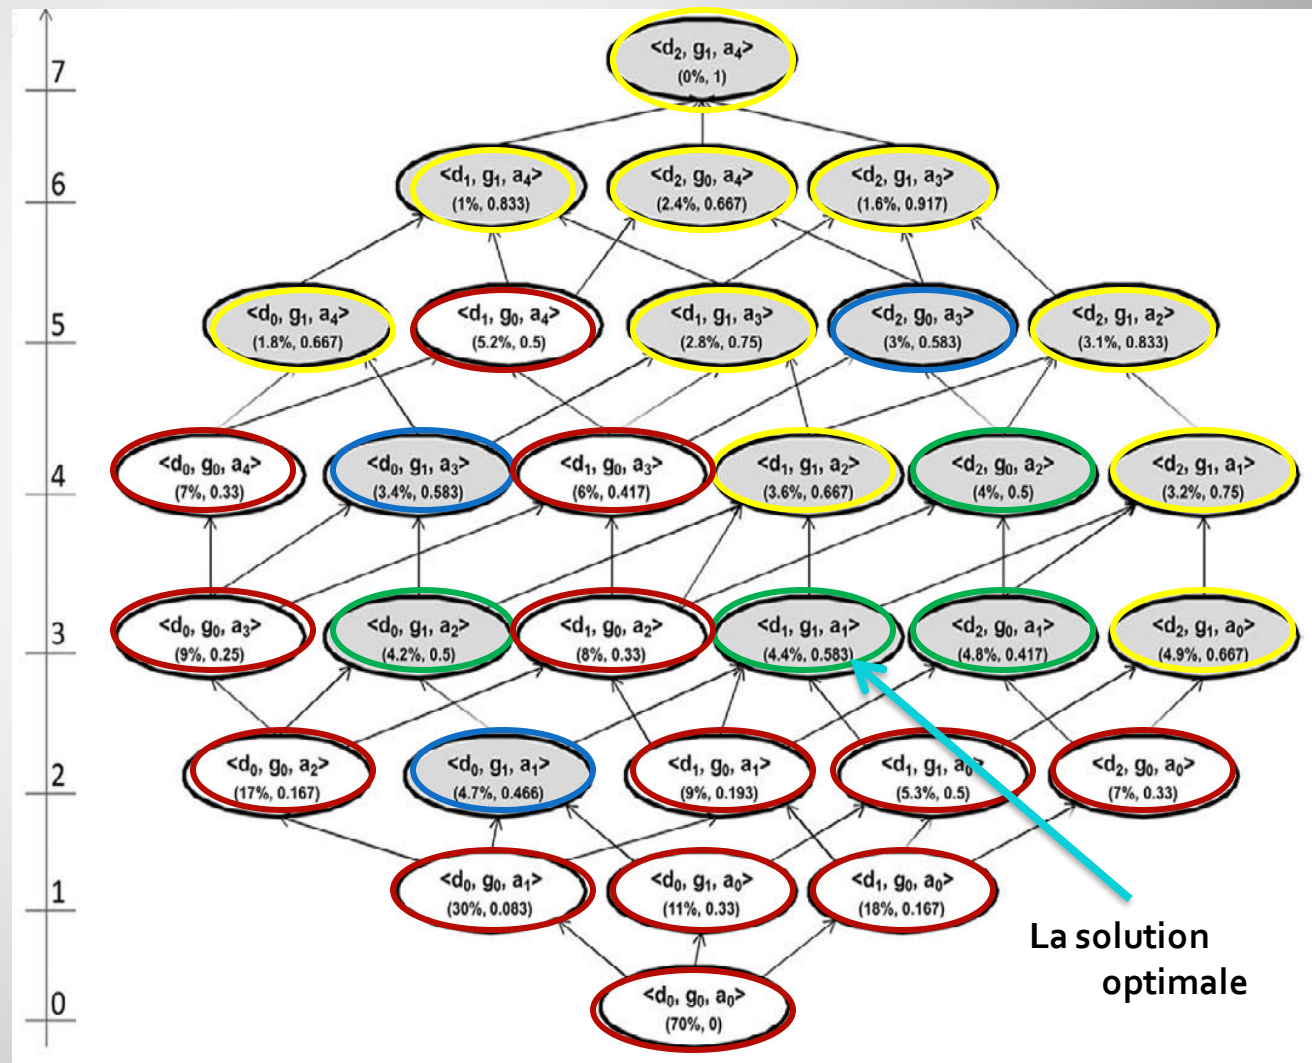 7
<d₂, g₁, a₄>
(0%, 1)
6
<d₁, g₁, a₄>
(1%, 0.833)
<d₂, g₀, a₄>
(2.4%, 0.667)
<d₂, g₁, a₃>
(1.6%, 0.917)
5
<d₀, g₁, a₄>
(1.8%, 0.667)
<d₁, g₀, a₄>
(5.2%, 0.5)
<d₁, g₁, a₃>
(2.8%, 0.75)
<d₂, g₀, a₃>
(3%, 0.583)
<d₂, g₁, a₂>
(3.1%, 0.833)
4
<d₀, g₀, a₄>
(7%, 0.33)
<d₀, g₁, a₃>
(3.4%, 0.583)
<d₁, g₀, a₃>
(6%, 0.417)
<d₁, g₁, a₂>
(3.6%, 0.667)
<d₂, g₀, a₂>
(4%, 0.5)
<d₂, g₁, a₁>
(3.2%, 0.75)
3
<d₀, g₀, a₃>
(9%, 0.25)
<d₀, g₁, a₂>
(4.2%, 0.5)
<d₁, g₀, a₂>
(8%, 0.33)
<d₁, g₁, a₁>
(4.4%, 0.583)
<d₂, g₀, a₁>
(4.8%, 0.417)
<d₂, g₁, a₀>
(4.9%, 0.667)
2
<d₀, g₀, a₂>
(17%, 0.167)
<d₀, g₁, a₁>
(4.7%, 0.466)
<d₁, g₀, a₁>
(9%, 0.193)
<d₁, g₁, a₀>
(5.3%, 0.5)
<d₂, g₀, a₀>
(7%, 0.33)
1
<d₀, g₀, a₁>
(30%, 0.083)
<d₀, g₁, a₀>
(11%, 0.33)
<d₁, g₀, a₀>
(18%, 0.167)
La solution
optimale
0
<d₀, g₀, a₀>
(70%, 0)